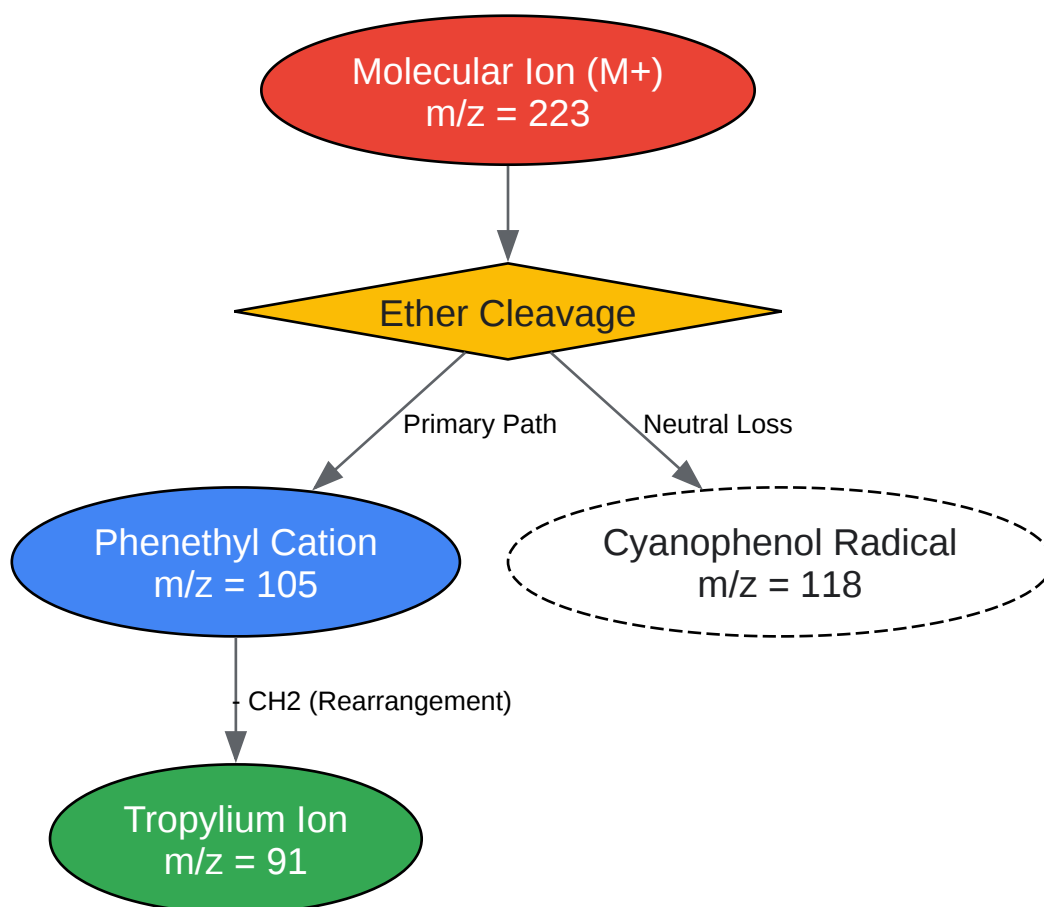 Molecular Ion (M+)
m/z = 223
Ether Cleavage
Primary Path
Neutral Loss
Phenethyl Cation
m/z = 105
Cyanophenol Radical
m/z = 118
- CH2 (Rearrangement)
Tropylium Ion
m/z = 91